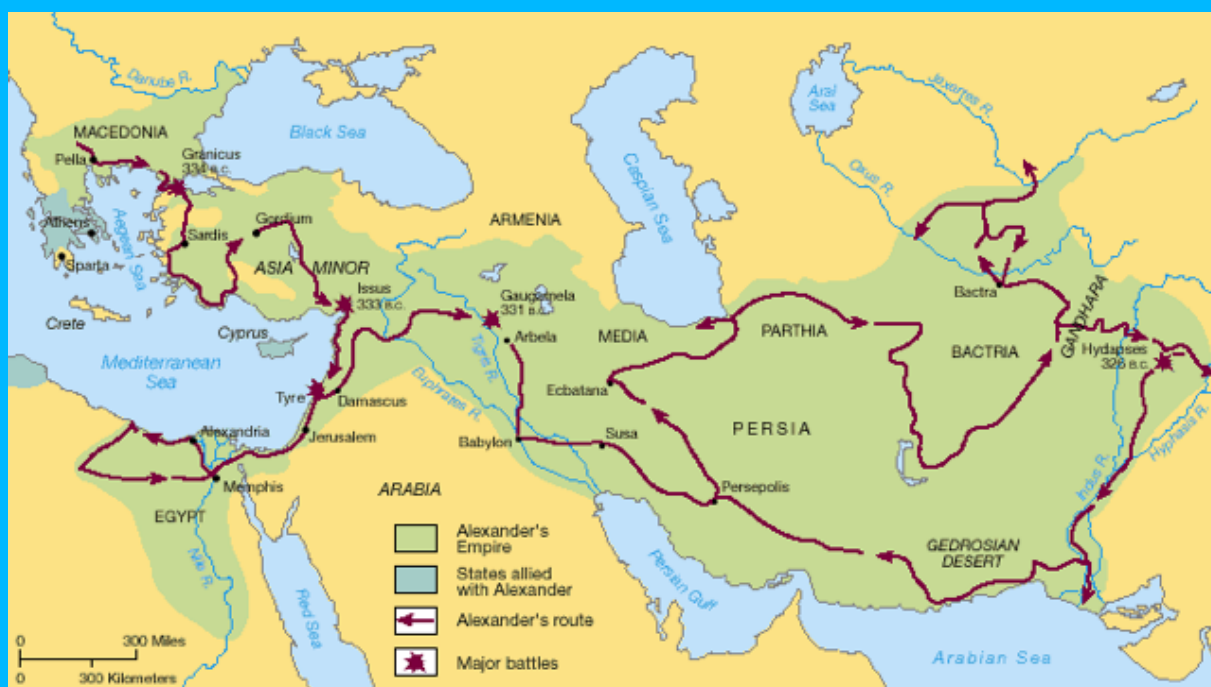 Danube R.
MACEDONIA
Pella
Granicus
334 B.C.
Black Sea
Aral
Sea
Jaxartes R.
Oxus R.
Caspian Sea
Athens
Aegean Sea
Sardis
Gordium
ARMENIA
Sparta
ASIA MINOR
Issus
333 B.C.
Gaugamela
331 B.C.
Bactra
GANDHARA
Crete
Cyprus
Arbela
MEDIA
PARTHIA
BACTRIA
Hydapses
326 B.C.
Mediterranean
Sea
Tigris R.
Tyre
Damascus
Euphrates R.
Ecbatana
Alexandria
Jerusalem
Babylon
Susa
PERSIA
Hyphasis R.
Indus R.
Memphis
ARABIA
Persepolis
EGYPT
Nile R.
Alexander's
Empire
GEDROSIAN
DESERT
States allied
with Alexander
Persian Gulf
Red Sea
Alexander's route
0 300 Miles
Major battles
Arabian Sea
0 300 Kilometers